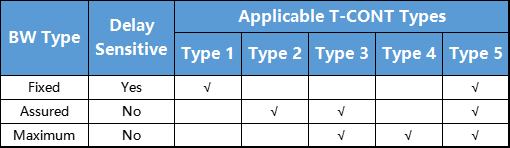 BW Type Delay Sensitive Applicable T-CONT Types
Type 1 Type 2 Type 3 Type 4 Type 5
Fixed Yes √ √
Assured No √ √ √
Maximum No √ √ √